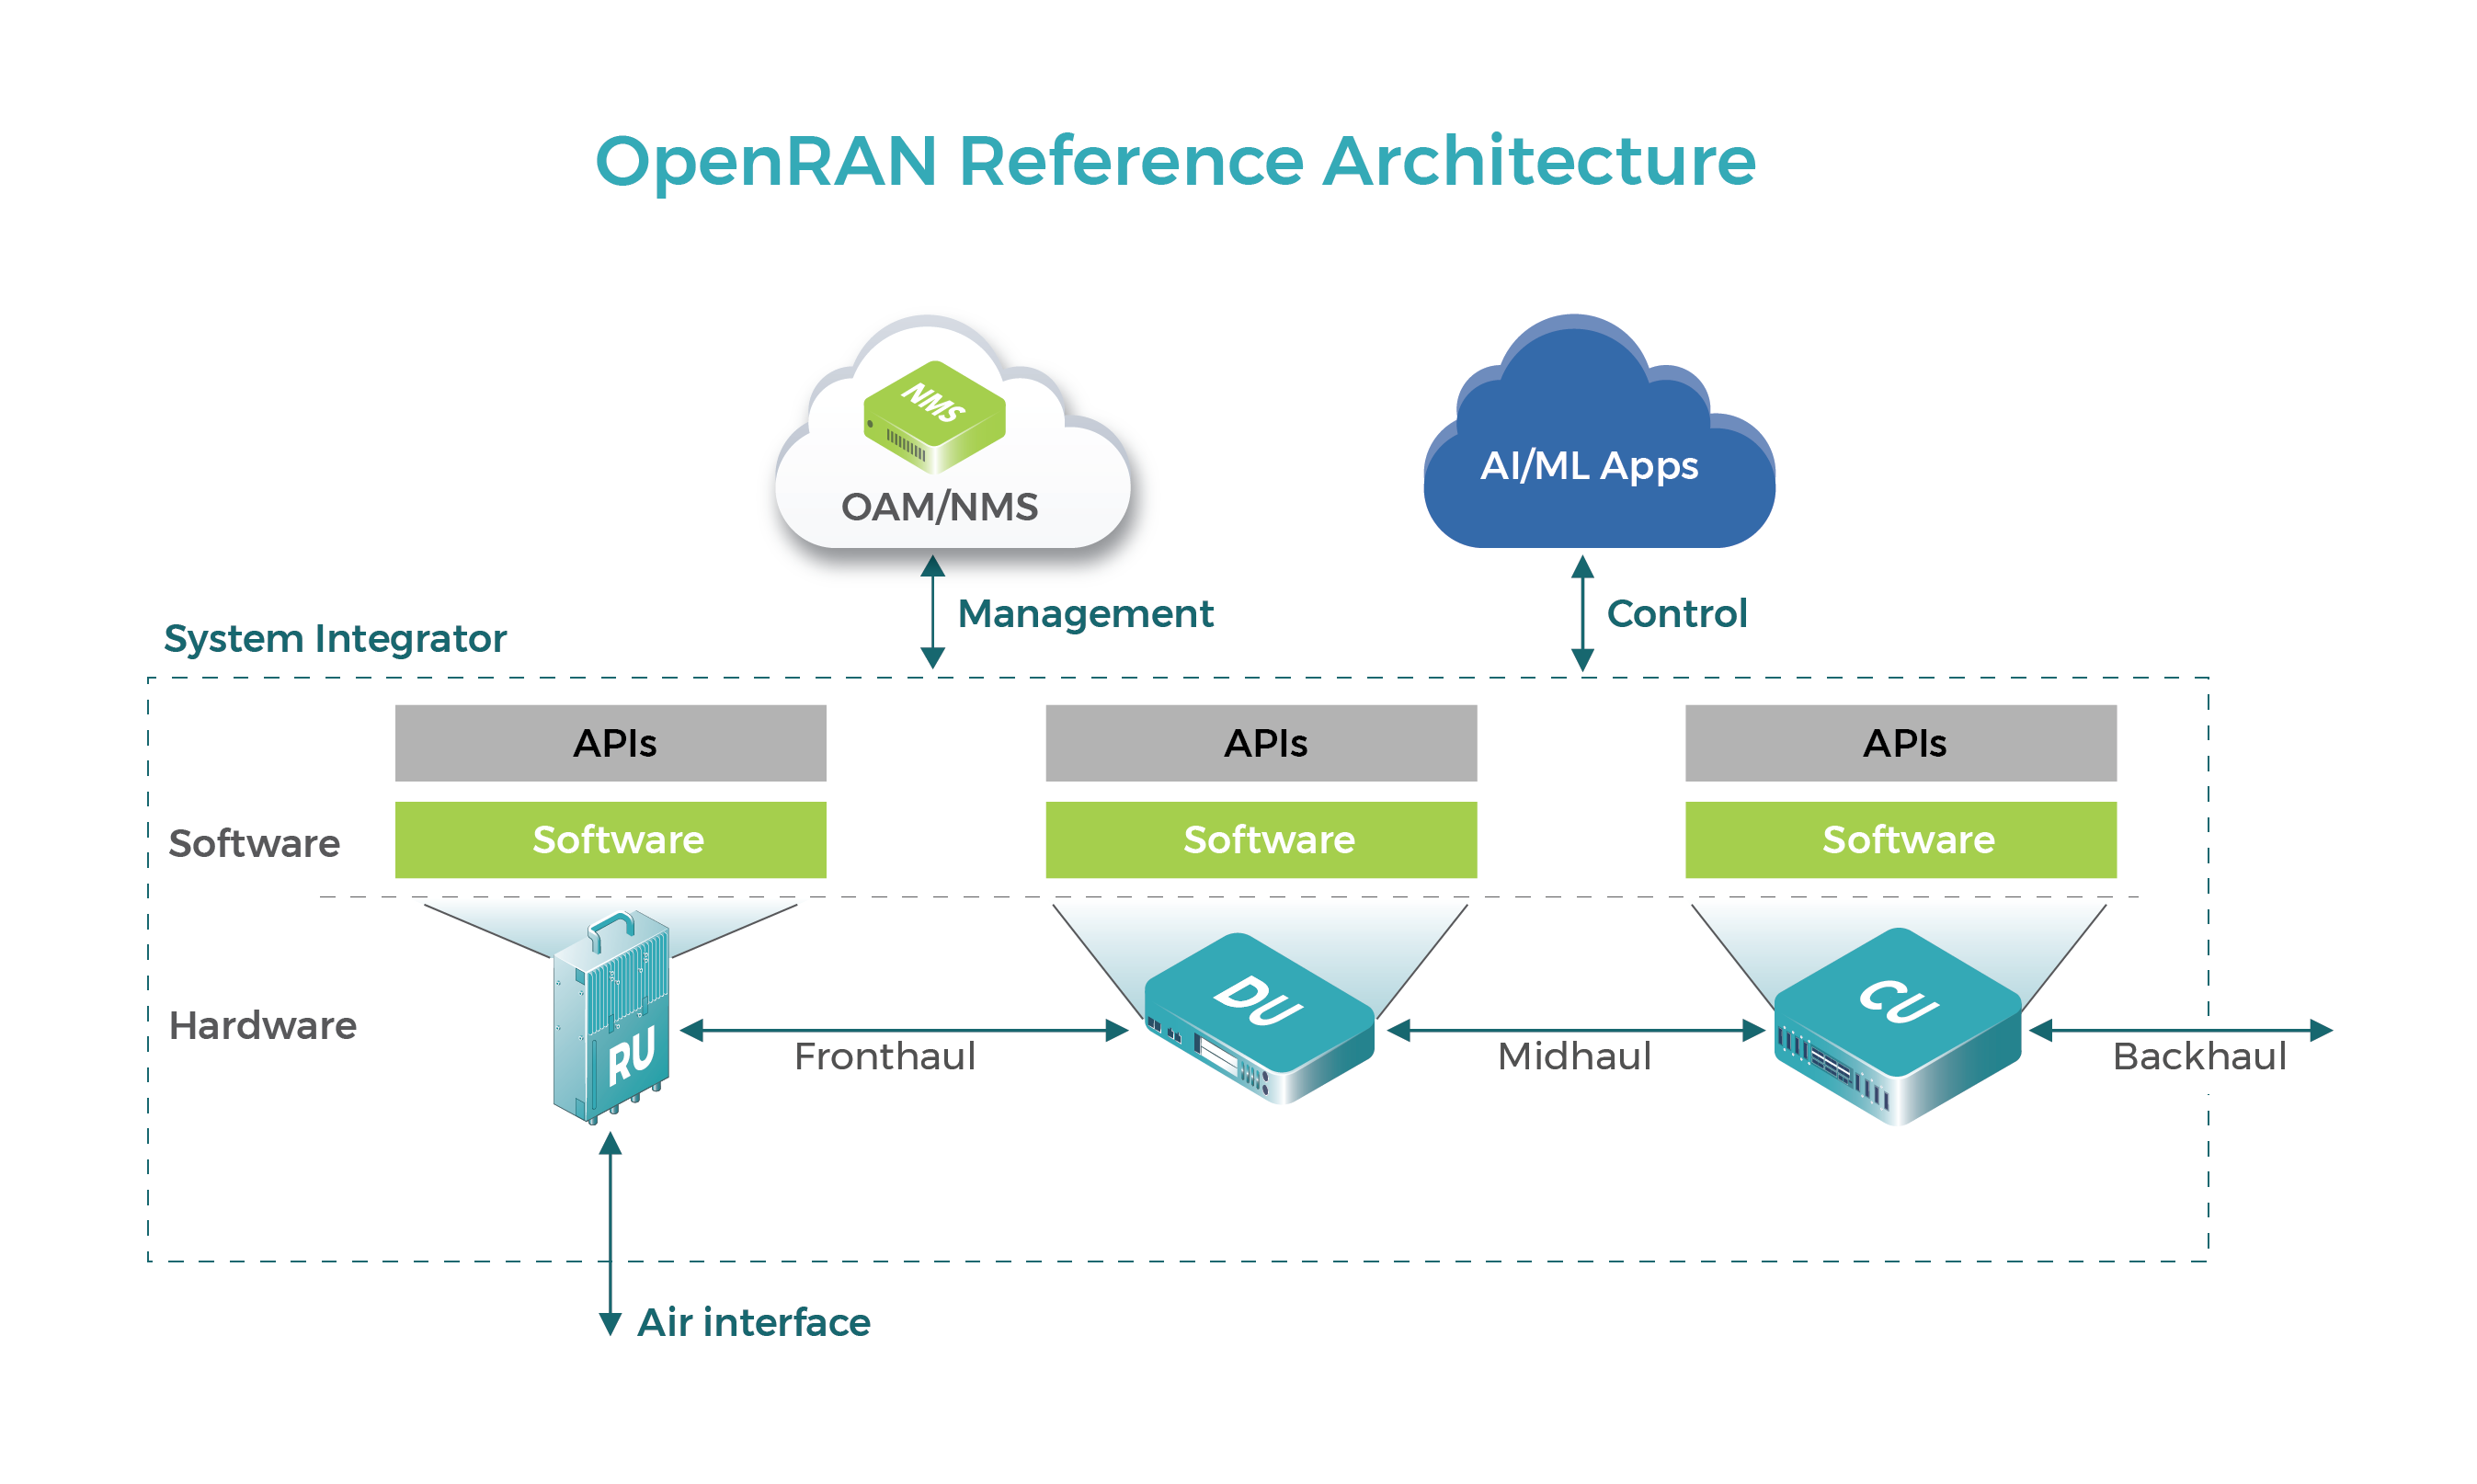 OpenRAN Reference Architecture
NMS
OAM/NMS
AI/ML Apps
Management
Control
System Integrator
APIs
APIs
APIs
Software
Software
Software
Software
Hardware
RU
DU
CU
Fronthaul
Midhaul
Backhaul
Air interface